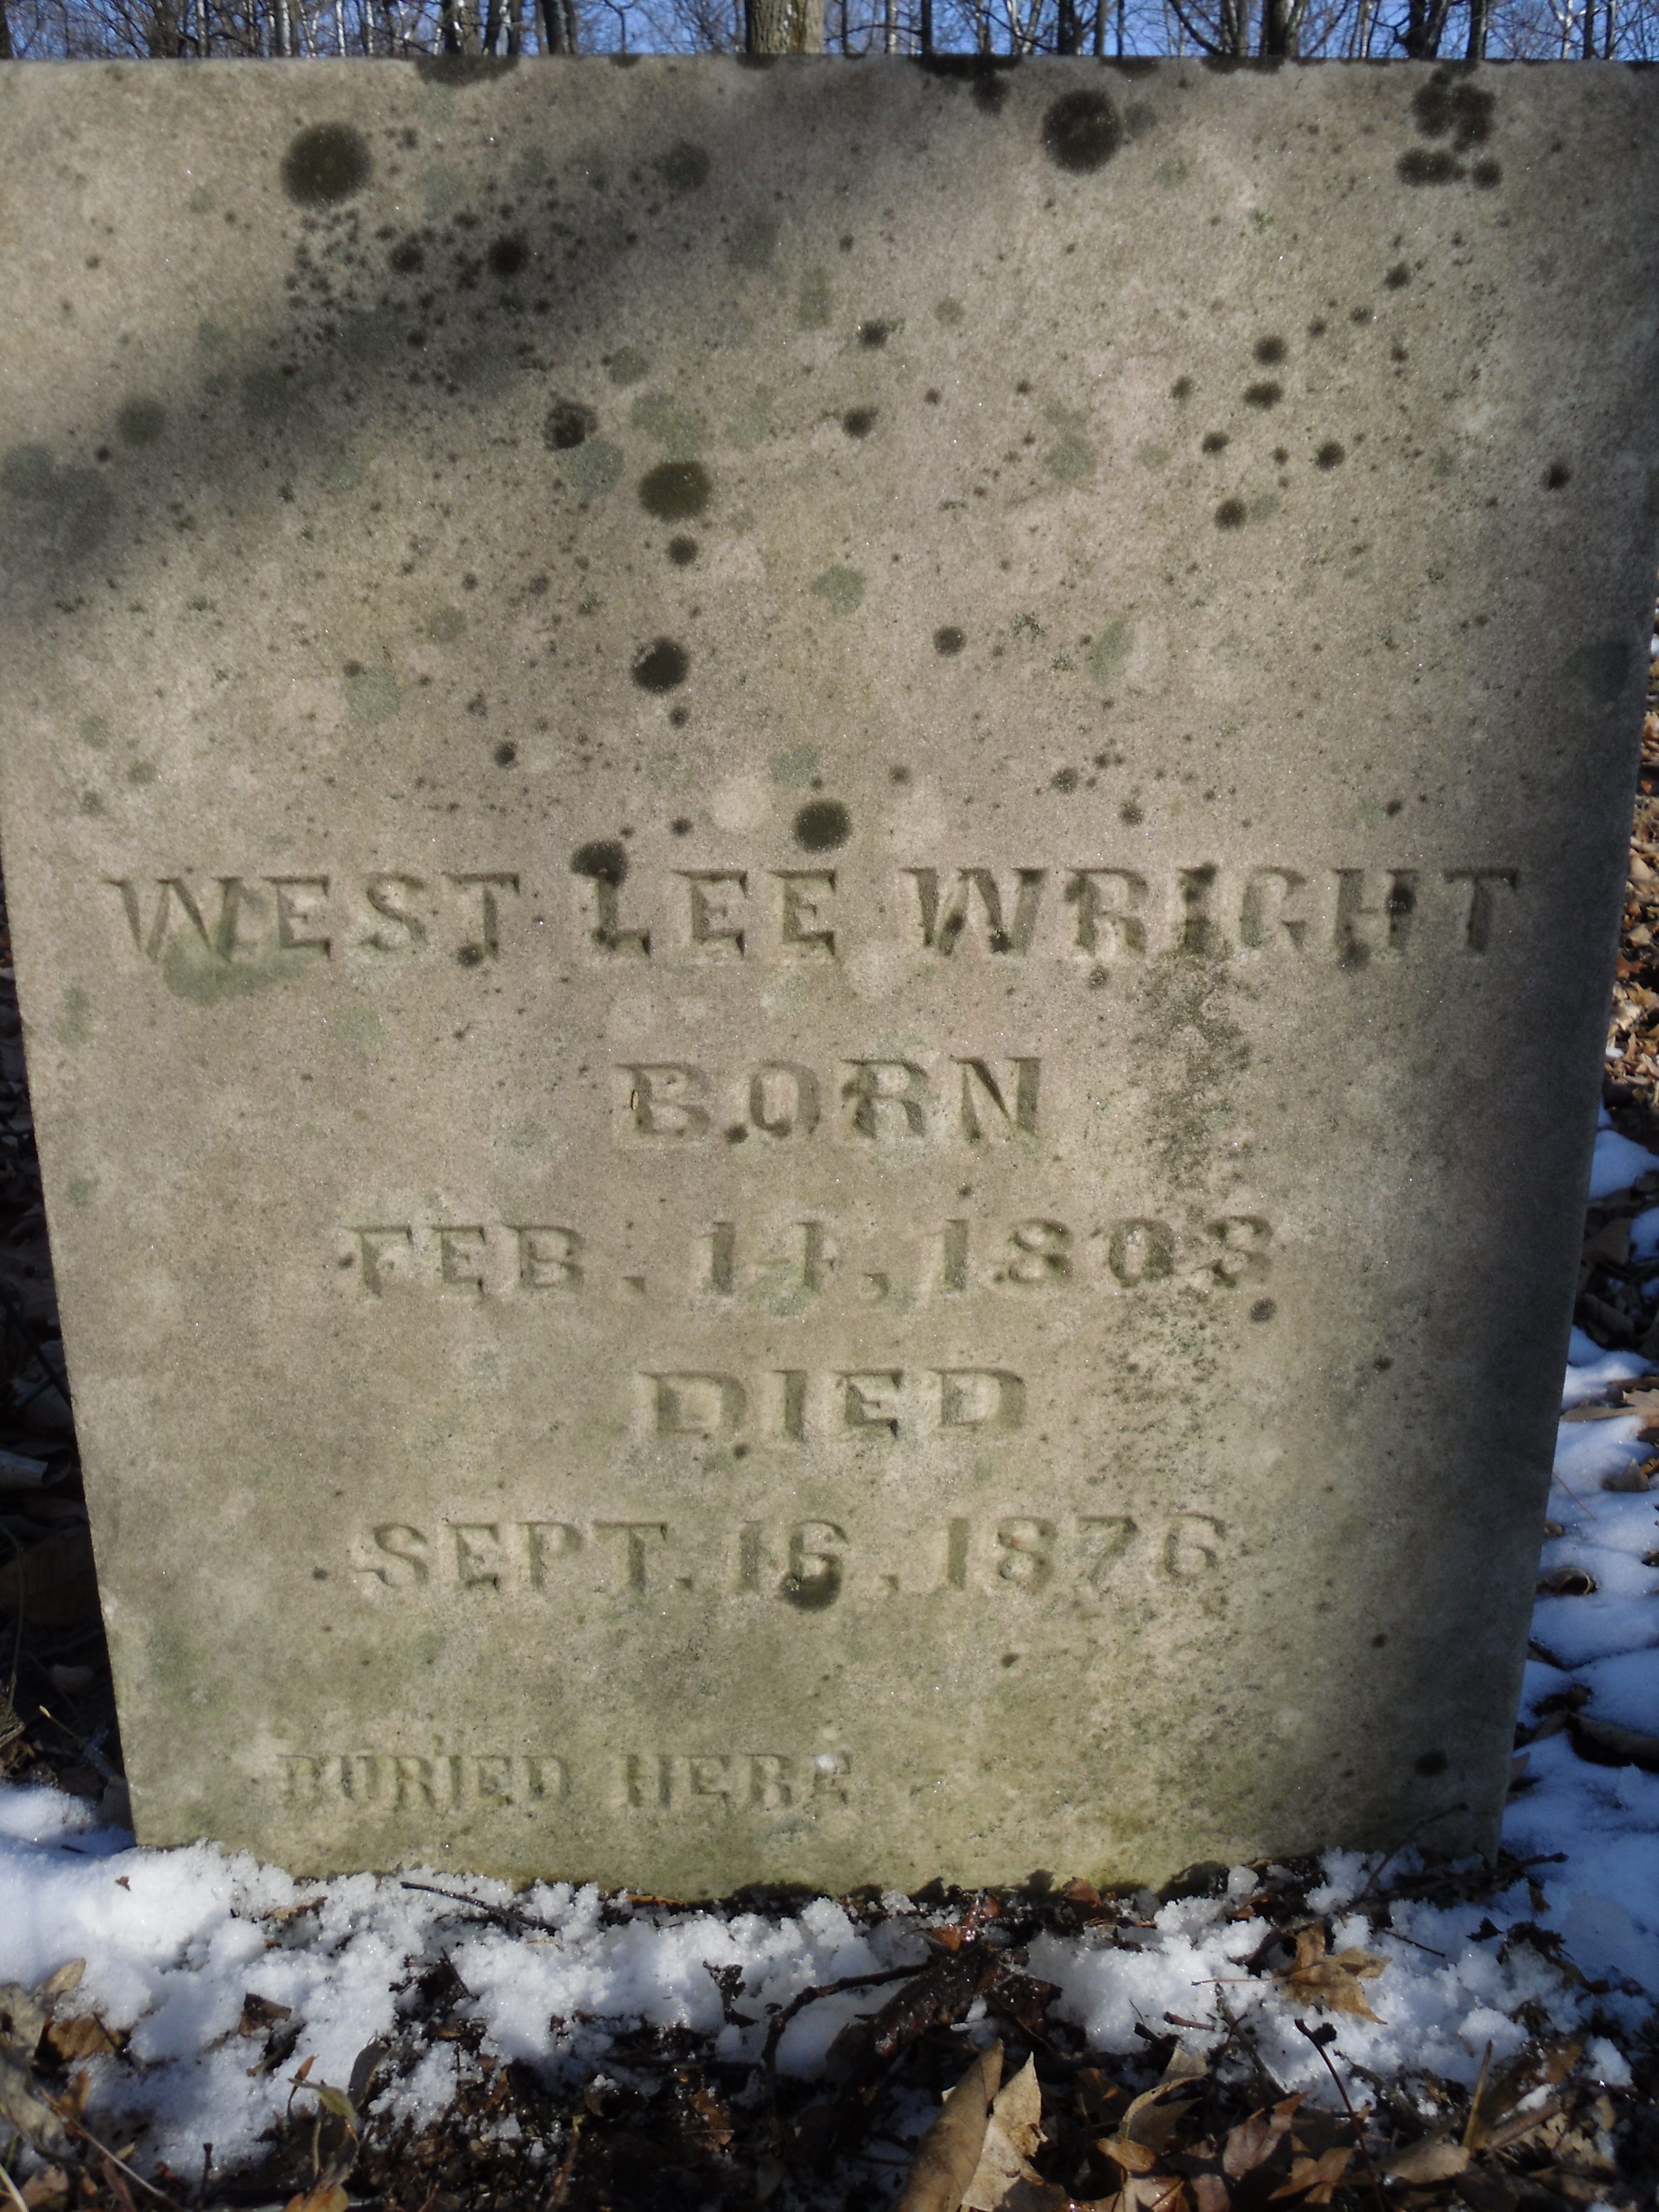 WEST LEE WRIGHT
BORN
FEB. 14, 1803
DIED
SEPT. 16, 1876
BURIED HERE